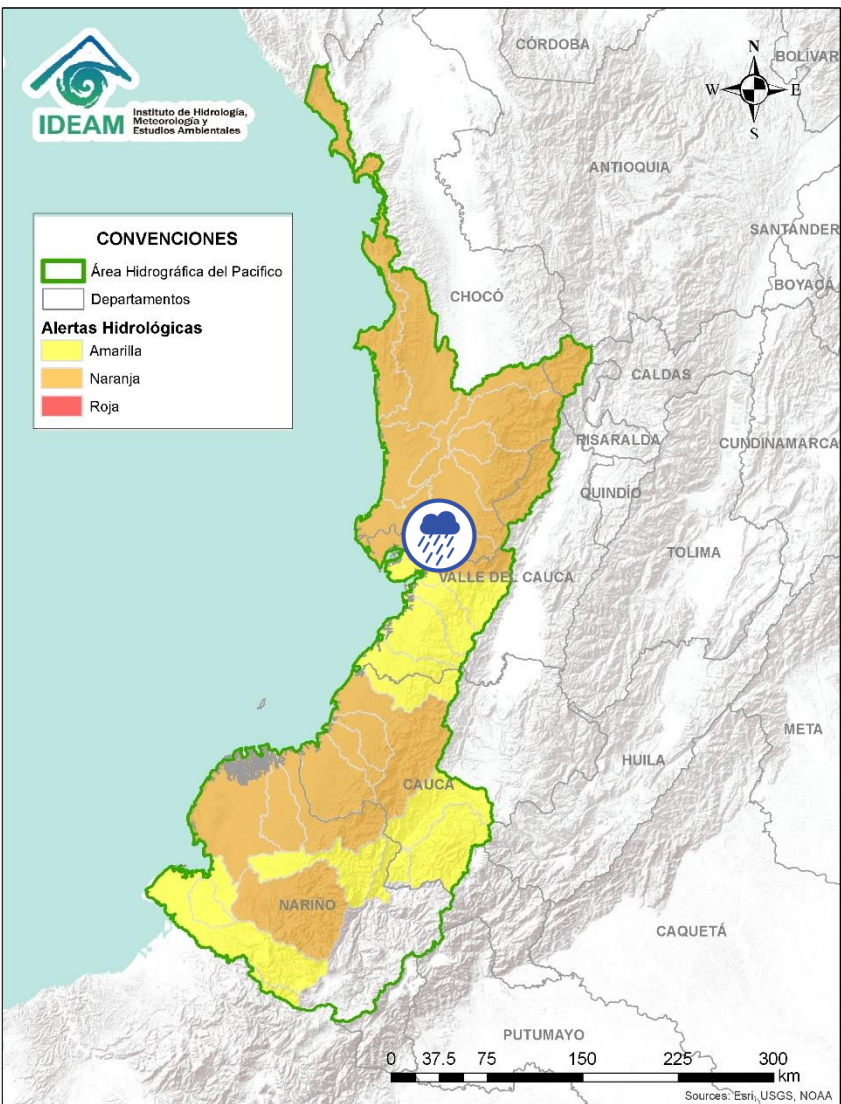 IDEAM
Instituto de Hidrología,
Meteorología y
Estudios Ambientales
N
W
E
S
CONVENCIONES
Área Hidrográfica del Pacifico
Departamentos
Alertas Hidrológicas
Amarilla
Naranja
Roja
CÓRDOBA
BOLÍVAR
ANTIOQUIA
SANTANDER
BOYACÁ
CHOCÓ
CALDAS
RISARALDA
CUNDINAMARCA
QUINDÍO
TOLIMA
VALLE DEL CAUCA
META
HUILA
CAUCA
NARIÑO
CAQUETÁ
PUTUMAYO
0 37.5 75 150 225 300
km
Sources: Esri, USGS, NOAA